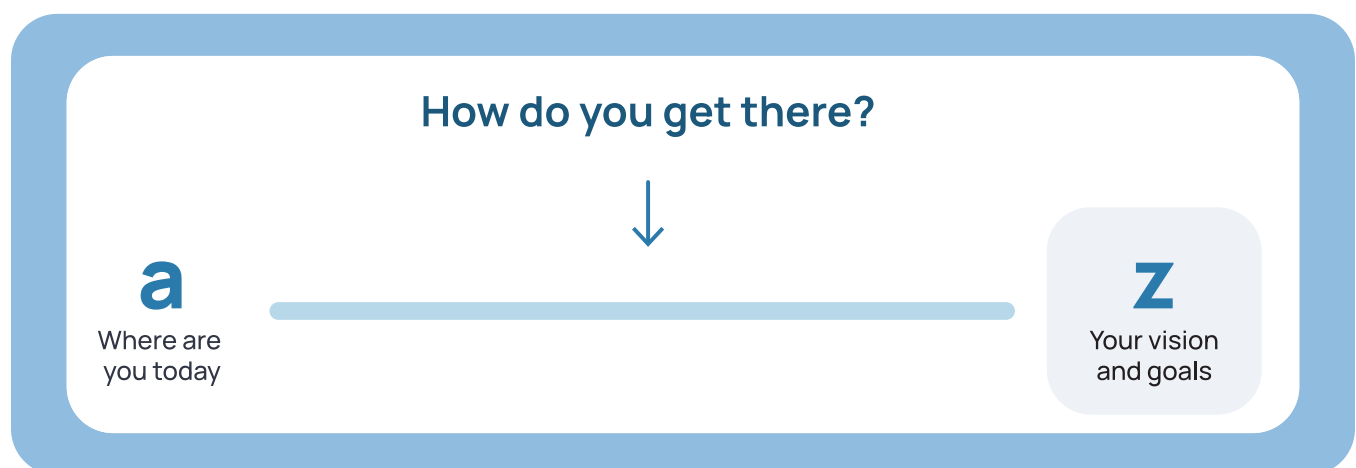 How do you get there?
a
Where are
you today
z
Your vision
and goals